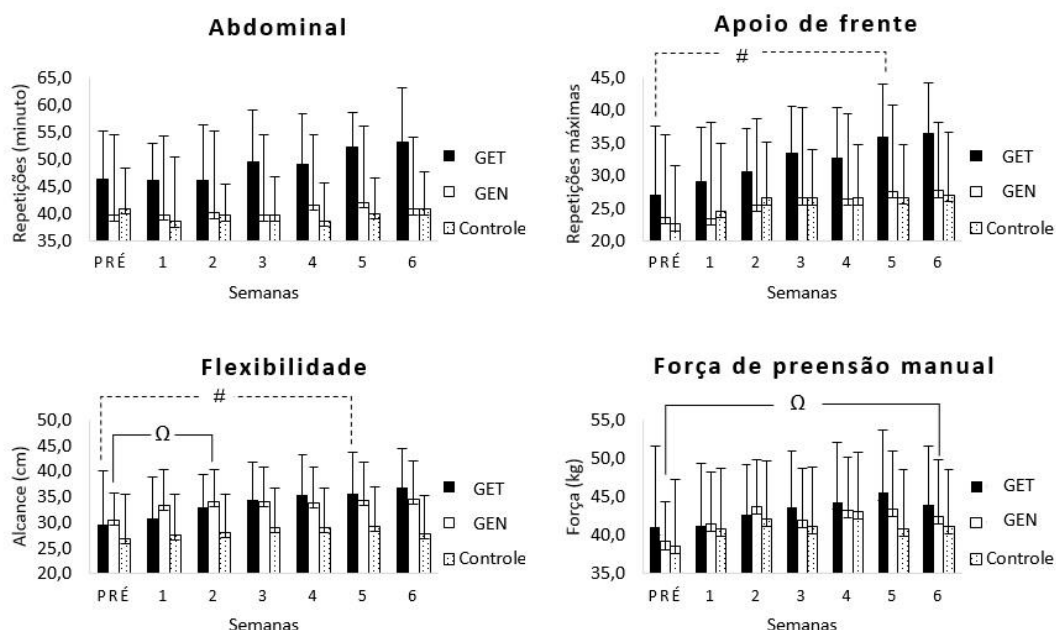 Abdominal
Repetições (minuto)
65,0
60,0
55,0
50,0
45,0
40,0
35,0
PRÉ 1 2 3 4 5 6
Semanas
GET
GEN
Controle
Apoio de frente
#
Repetições máximas
45,0
40,0
35,0
30,0
25,0
20,0
PRÉ 1 2 3 4 5 6
Semanas
GET
GEN
Controle
Flexibilidade
#
Ω
Alcance (cm)
50,0
45,0
40,0
35,0
30,0
25,0
20,0
PRÉ 1 2 3 4 5 6
Semanas
GET
GEN
Controle
Força de preensão manual
Ω
Força (kg)
55,0
50,0
45,0
40,0
35,0
PRÉ 1 2 3 4 5 6
Semanas
GET
GEN
Controle